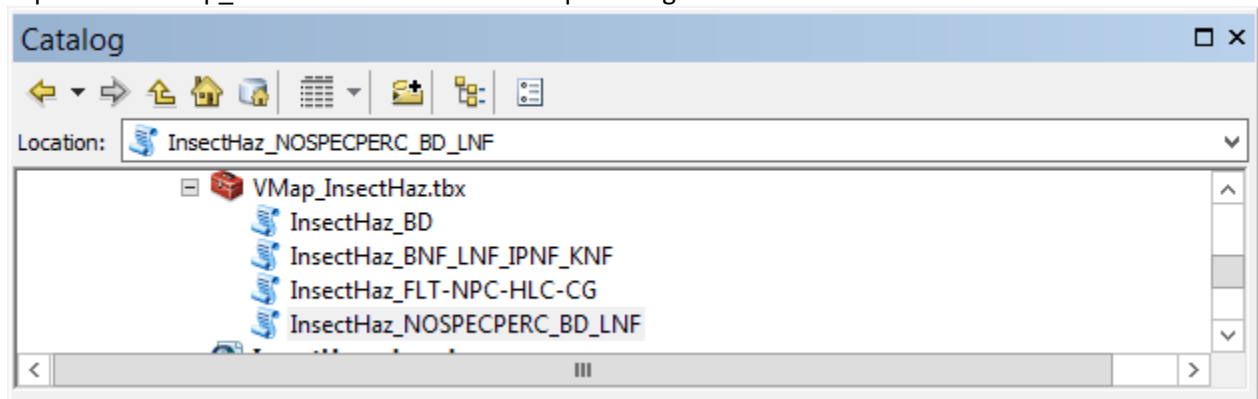 Catalog
Location: InsectHaz_NOSPECPERC_BD_LNF
VMap_InsectHaz.tbx
InsectHaz_BD
InsectHaz_BNF_LNF_IPNF_KNF
InsectHaz_FLT-NPC-HLC-CG
InsectHaz_NOSPECPERC_BD_LNF